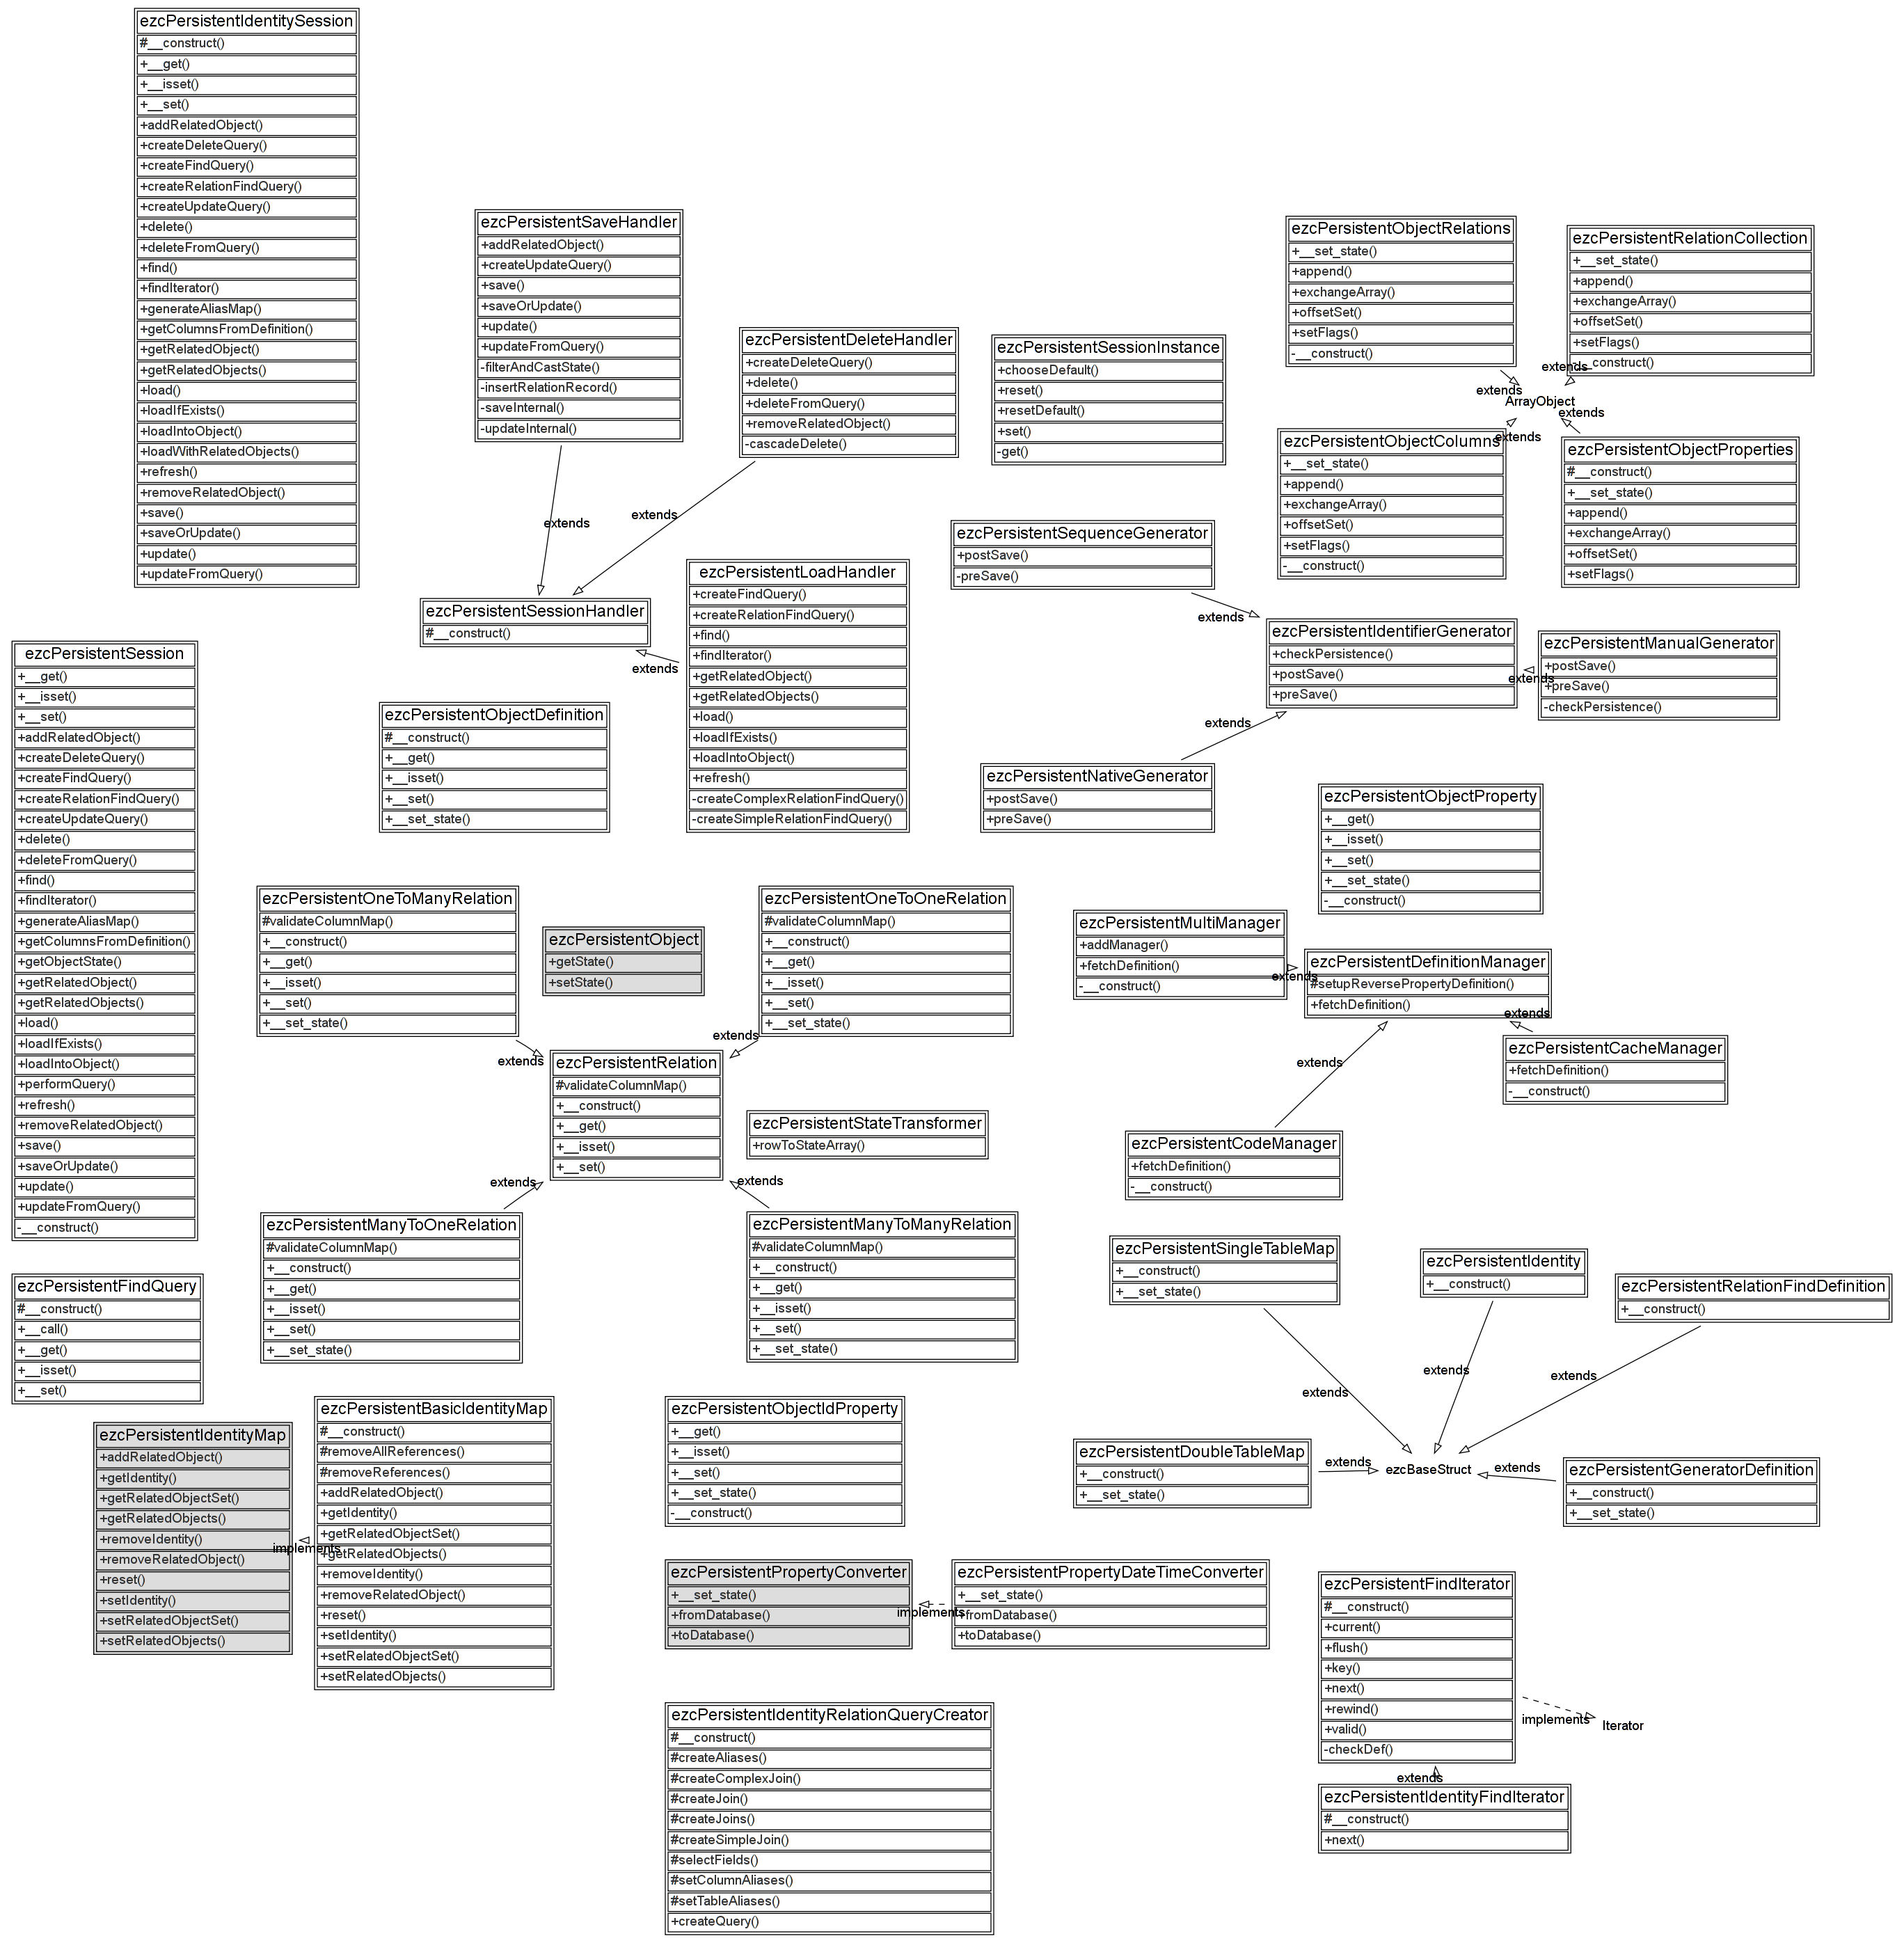 ezcPersistentIdentitySession
#__construct()
+__get()
+__isset()
+__set()
+addRelatedObject()
+createDeleteQuery()
+createFindQuery()
+createRelationFindQuery()
+createUpdateQuery()
+delete()
+deleteFromQuery()
+find()
+findIterator()
+generateAliasMap()
+getColumnsFromDefinition()
+getRelatedObject()
+getRelatedObjects()
+load()
+loadIfExists()
+loadIntoObject()
+loadWithRelatedObjects()
+refresh()
+removeRelatedObject()
+save()
+saveOrUpdate()
+update()
+updateFromQuery()
ezcPersistentSaveHandler
+addRelatedObject()
+createUpdateQuery()
+save()
+saveOrUpdate()
+update()
+updateFromQuery()
-filterAndCastState()
-insertRelationRecord()
-saveInternal()
-updateInternal()
ezcPersistentDeleteHandler
+createDeleteQuery()
+delete()
+deleteFromQuery()
+removeRelatedObject()
-cascadeDelete()
ezcPersistentSessionInstance
+chooseDefault()
+reset()
+resetDefault()
+set()
-get()
ezcPersistentObjectRelations
+__set_state()
+append()
+exchangeArray()
+offsetSet()
+setFlags()
-__construct()
ezcPersistentRelationCollection
+__set_state()
+append()
+exchangeArray()
+offsetSet()
+setFlags()
-__construct()
extends
extends
ArrayObject
extends
extends
ezcPersistentObjectColumns
+__set_state()
+append()
+exchangeArray()
+offsetSet()
+setFlags()
-__construct()
ezcPersistentObjectProperties
#__construct()
+__set_state()
+append()
+exchangeArray()
+offsetSet()
+setFlags()
extends
extends
ezcPersistentSessionHandler
#__construct()
extends
ezcPersistentLoadHandler
+createFindQuery()
+createRelationFindQuery()
+find()
+findIterator()
+getRelatedObject()
+getRelatedObjects()
+load()
+loadIfExists()
+loadIntoObject()
+refresh()
-createComplexRelationFindQuery()
-createSimpleRelationFindQuery()
ezcPersistentSequenceGenerator
+postSave()
-preSave()
extends
ezcPersistentIdentifierGenerator
+checkPersistence()
+postSave()
+preSave()
extends
ezcPersistentManualGenerator
+postSave()
+preSave()
-checkPersistence()
extends
ezcPersistentNativeGenerator
+postSave()
+preSave()
ezcPersistentSession
+__get()
+__isset()
+__set()
+addRelatedObject()
+createDeleteQuery()
+createFindQuery()
+createRelationFindQuery()
+createUpdateQuery()
+delete()
+deleteFromQuery()
+find()
+findIterator()
+generateAliasMap()
+getColumnsFromDefinition()
+getObjectState()
+getRelatedObject()
+getRelatedObjects()
+load()
+loadIfExists()
+loadIntoObject()
+performQuery()
+refresh()
+removeRelatedObject()
+save()
+saveOrUpdate()
+update()
+updateFromQuery()
-__construct()
ezcPersistentObjectDefinition
#__construct()
+__get()
+__isset()
+__set()
+__set_state()
ezcPersistentObjectProperty
+__get()
+__isset()
+__set()
+__set_state()
-__construct()
ezcPersistentOneToManyRelation
#validateColumnMap()
+__construct()
+__get()
+__isset()
+__set()
+__set_state()
ezcPersistentObject
+getState()
+setState()
ezcPersistentOneToOneRelation
#validateColumnMap()
+__construct()
+__get()
+__isset()
+__set()
+__set_state()
extends
extends
ezcPersistentRelation
#validateColumnMap()
+__construct()
+__get()
+__isset()
+__set()
ezcPersistentStateTransformer
+rowToStateArray()
extends
extends
ezcPersistentManyToOneRelation
#validateColumnMap()
+__construct()
+__get()
+__isset()
+__set()
+__set_state()
ezcPersistentManyToManyRelation
#validateColumnMap()
+__construct()
+__get()
+__isset()
+__set()
+__set_state()
ezcPersistentMultiManager
+addManager()
+fetchDefinition()
-__construct()
extends
ezcPersistentDefinitionManager
#setupReversePropertyDefinition()
+fetchDefinition()
extends
extends
ezcPersistentCacheManager
+fetchDefinition()
-__construct()
ezcPersistentCodeManager
+fetchDefinition()
-__construct()
ezcPersistentSingleTableMap
+__construct()
+__set_state()
ezcPersistentIdentity
+__construct()
ezcPersistentRelationFindDefinition
+__construct()
extends
extends
extends
ezcPersistentDoubleTableMap
+__construct()
+__set_state()
extends
ezcBaseStruct
extends
ezcPersistentGeneratorDefinition
+__construct()
+__set_state()
ezcPersistentFindQuery
#__construct()
+__call()
+__get()
+__isset()
+__set()
ezcPersistentIdentityMap
+addRelatedObject()
+getIdentity()
+getRelatedObjectSet()
+getRelatedObjects()
+removeIdentity()
+removeRelatedObject()
+reset()
+setIdentity()
+setRelatedObjectSet()
+setRelatedObjects()
implements
ezcPersistentBasicIdentityMap
#__construct()
#removeAllReferences()
#removeReferences()
+addRelatedObject()
+getIdentity()
+getRelatedObjectSet()
+getRelatedObjects()
+removeIdentity()
+removeRelatedObject()
+reset()
+setIdentity()
+setRelatedObjectSet()
+setRelatedObjects()
ezcPersistentObjectIdProperty
+__get()
+__isset()
+__set()
+__set_state()
-__construct()
ezcPersistentPropertyConverter
+__set_state()
+fromDatabase()
+toDatabase()
implements
ezcPersistentPropertyDateTimeConverter
+__set_state()
+fromDatabase()
+toDatabase()
ezcPersistentIdentityRelationQueryCreator
#__construct()
#createAliases()
#createComplexJoin()
#createJoin()
#createJoins()
#createSimpleJoin()
#selectFields()
#setColumnAliases()
#setTableAliases()
+createQuery()
ezcPersistentFindIterator
#__construct()
+current()
+flush()
+key()
+next()
+rewind()
+valid()
-checkDef()
implements
Iterator
extends
ezcPersistentIdentityFindIterator
#__construct()
+next()